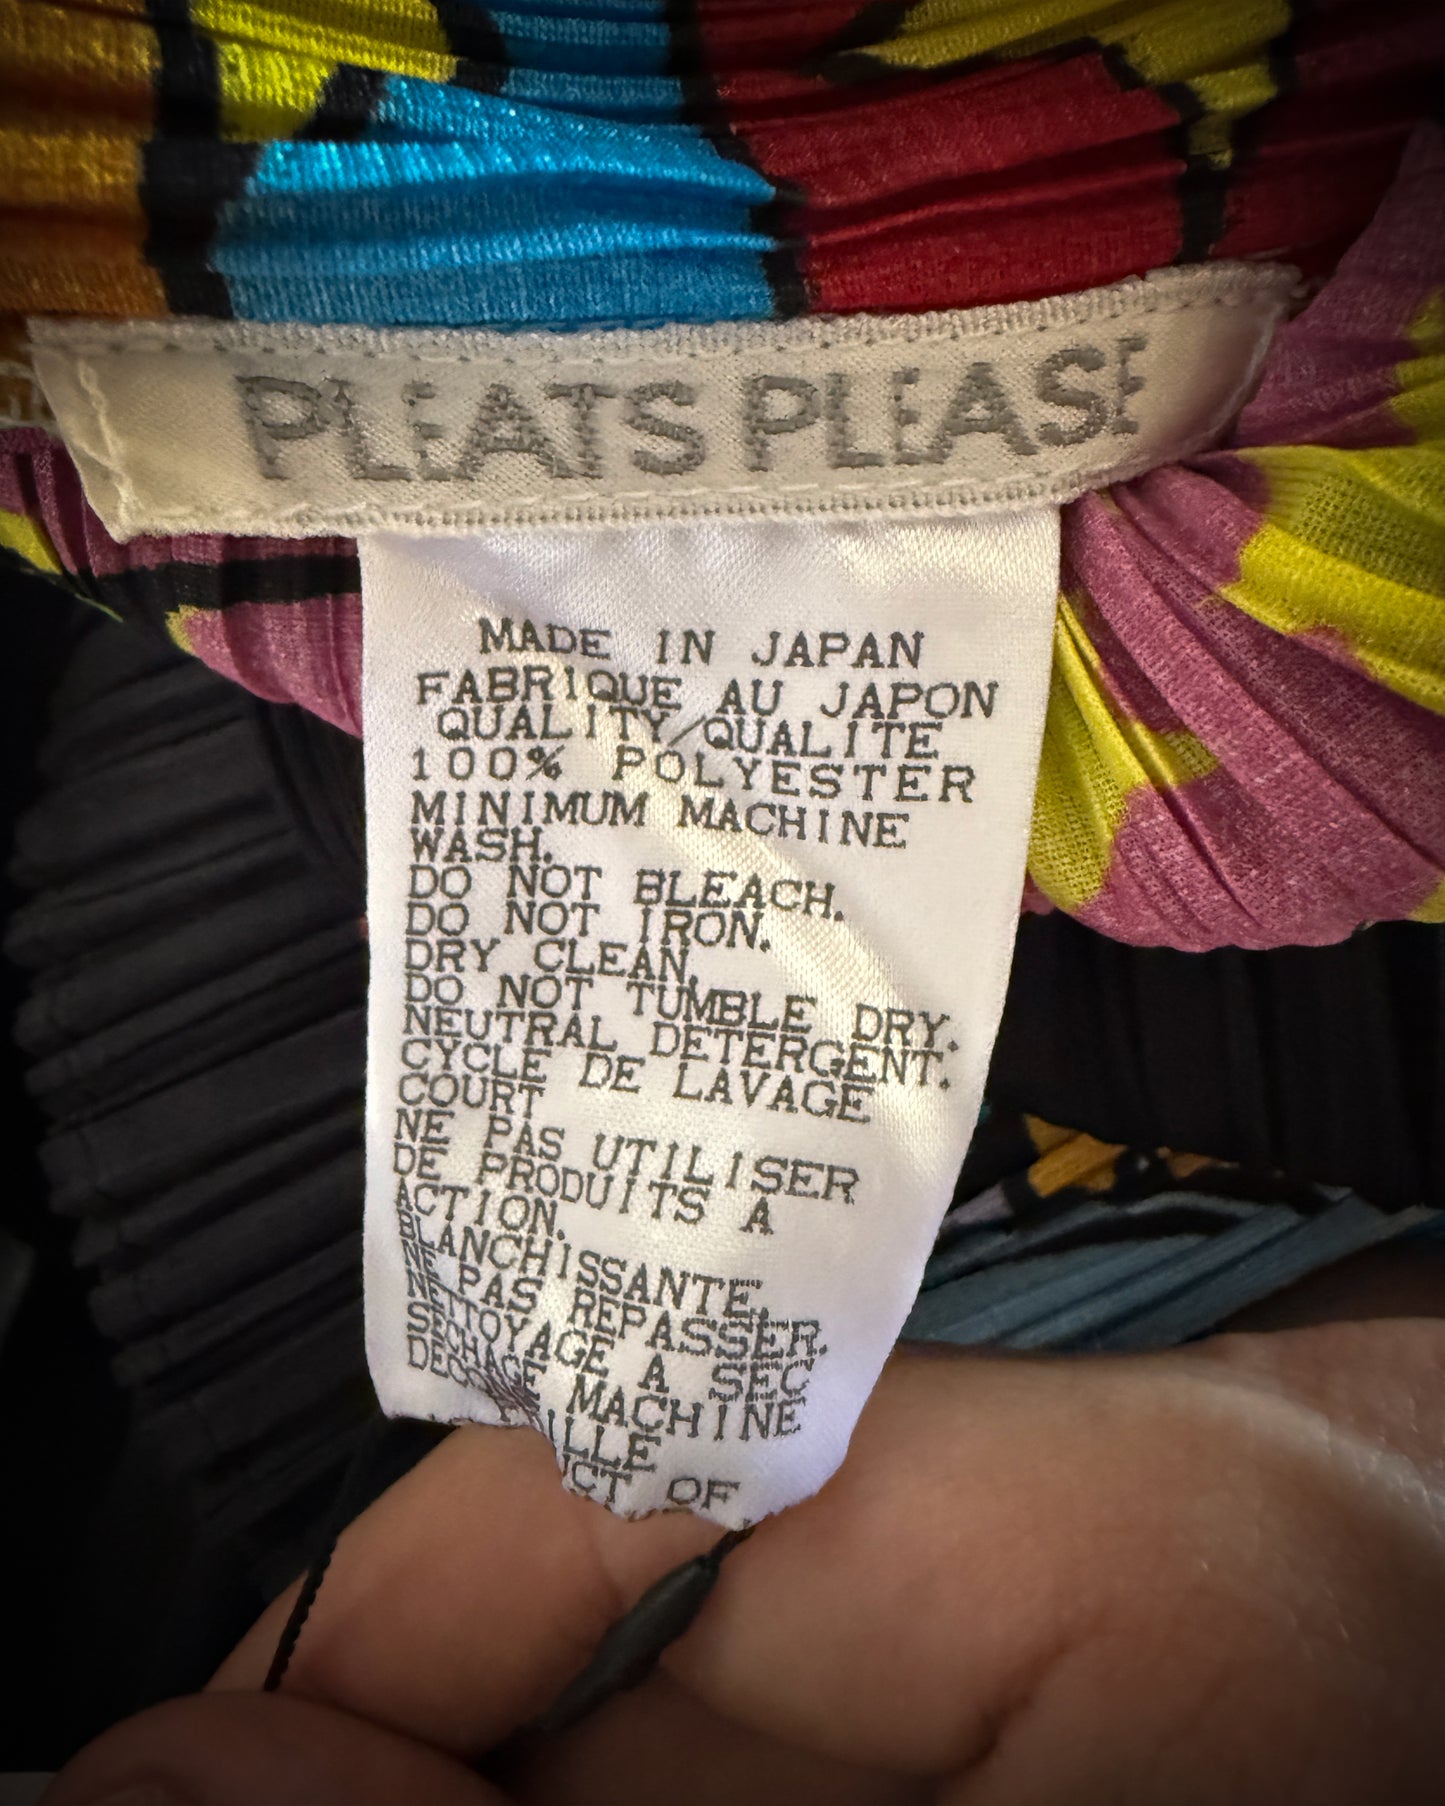 PLEATS PLEASE
MADE IN JAPAN
FABRIQUE AU JAPON
QUALITY/QUALITE
100% POLYESTER
MINIMUM MACHINE
WASH.
DO NOT BLEACH.
DO NOT IRON.
DRY CLEAN.
DO NOT TUMBLE DRY.
NEUTRAL DETERGENT.
CYCLE DE LAVAGE
COURT
NE PAS UTILISER
DE PRODUITS A
ACTION.
BLANCHISSANTE.
NE PAS REPASSER.
NETTOYAGE A SEC
SECHAGE MACHINE
OF